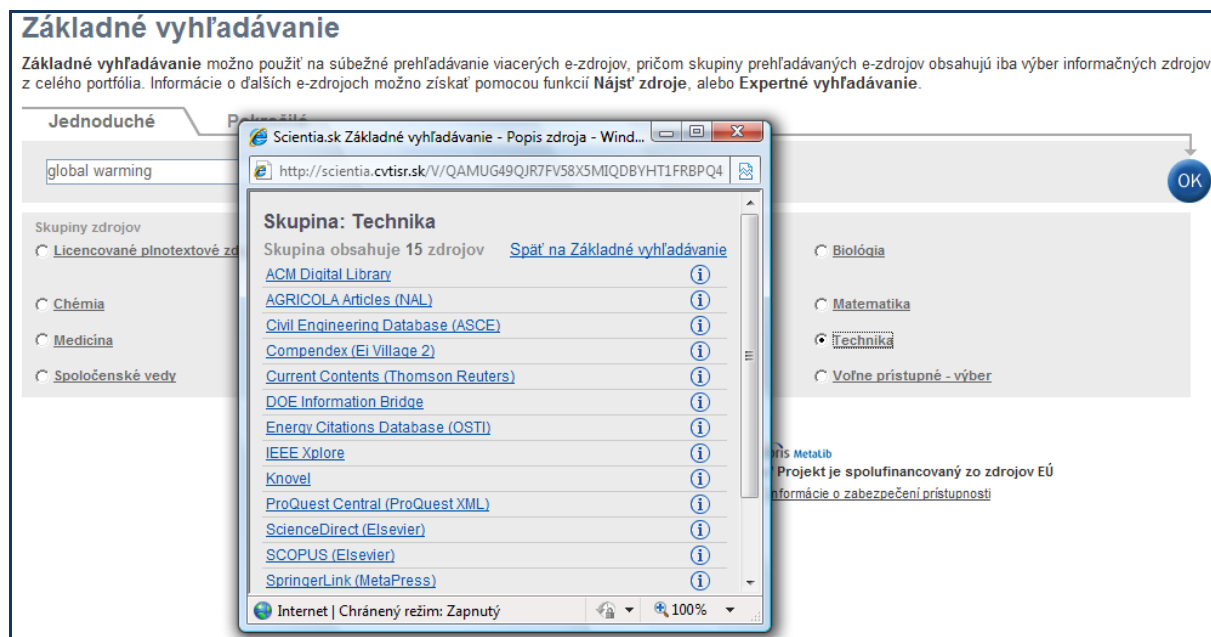 Základné vyhľadávanie
Základné vyhľadávanie možno použiť na súbežné prehľadávanie viacerých e-zdrojov, pričom skupiny prehľadávaných e-zdrojov obsahujú iba výber informačných zdrojov
z celého portfólia. Informácie o ďalších e-zdrojoch možno získať pomocou funkcií Nájsť zdroje, alebo Expertné vyhľadávanie.
Jednoduché
Pokročilé
global warming
OK
Skupiny zdrojov
Licencované plnotextové zd
Biológia
Chémia
Matematika
Medicína
Technika
Spoločenské vedy
Voľne prístupné - výber
Scientia.sk Základné vyhľadávanie - Popis zdroja - Wind...
http://scientia.cvtisr.sk/V/QAMUG49QJR7FV58X5MIQDBYHT1FRBPQ4
Skupina: Technika
Skupina obsahuje 15 zdrojov Späť na Základné vyhľadávanie
ACM Digital Library
AGRICOLA Articles (NAL)
Civil Engineering Database (ASCE)
Compendex (Ei Village 2)
Current Contents (Thomson Reuters)
DOE Information Bridge
Energy Citations Database (OSTI)
IEEE Xplore
Knovel
ProQuest Central (ProQuest XML)
ScienceDirect (Elsevier)
SCOPUS (Elsevier)
SpringerLink (MetaPress)
Internet | Chránený režim: Zapnutý 100%
MetaLib
Projekt je spolufinancovaný zo zdrojov EÚ
nformácie o zabezpečení prístupnosti